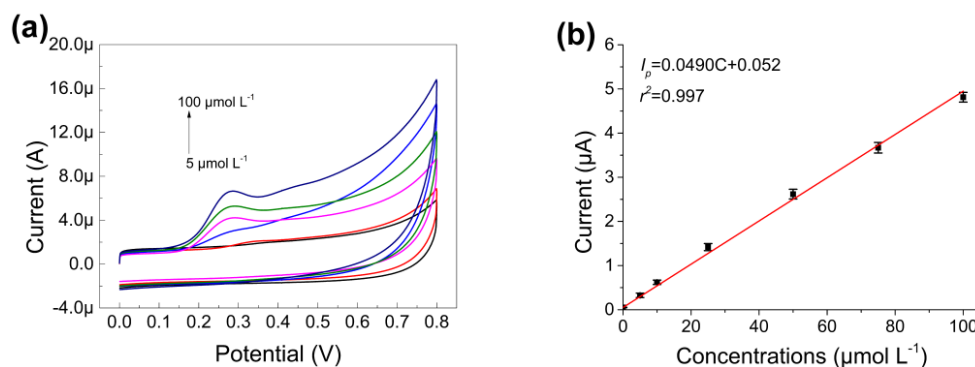 (a)
20.0µ
16.0µ
12.0µ
8.0µ
4.0µ
0.0
-4.0µ
Current (A)
100 µmol L⁻¹
5 µmol L⁻¹
0.0 0.1 0.2 0.3 0.4 0.5 0.6 0.7 0.8
Potential (V)
(b)
6
5
4
3
2
1
0
Current (µA)
Iₚ=0.0490C+0.052
r²=0.997
0 20 40 60 80 100
Concentrations (µmol L⁻¹)